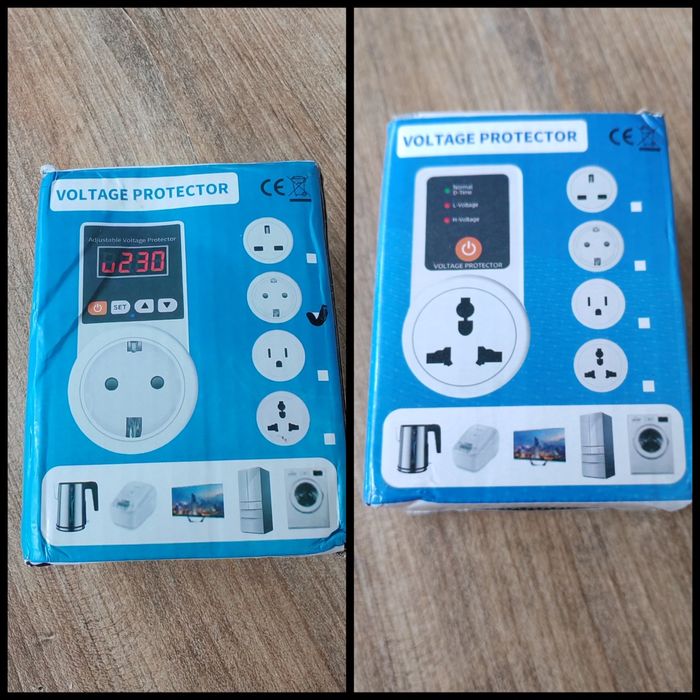 VOLTAGE PROTECTOR CE
Adjustable Voltage Protector
u230
SET
VOLTAGE PROTECTOR CE
Normal
D-Time
L-Voltage
H-Voltage
VOLTAGE PROTECTOR